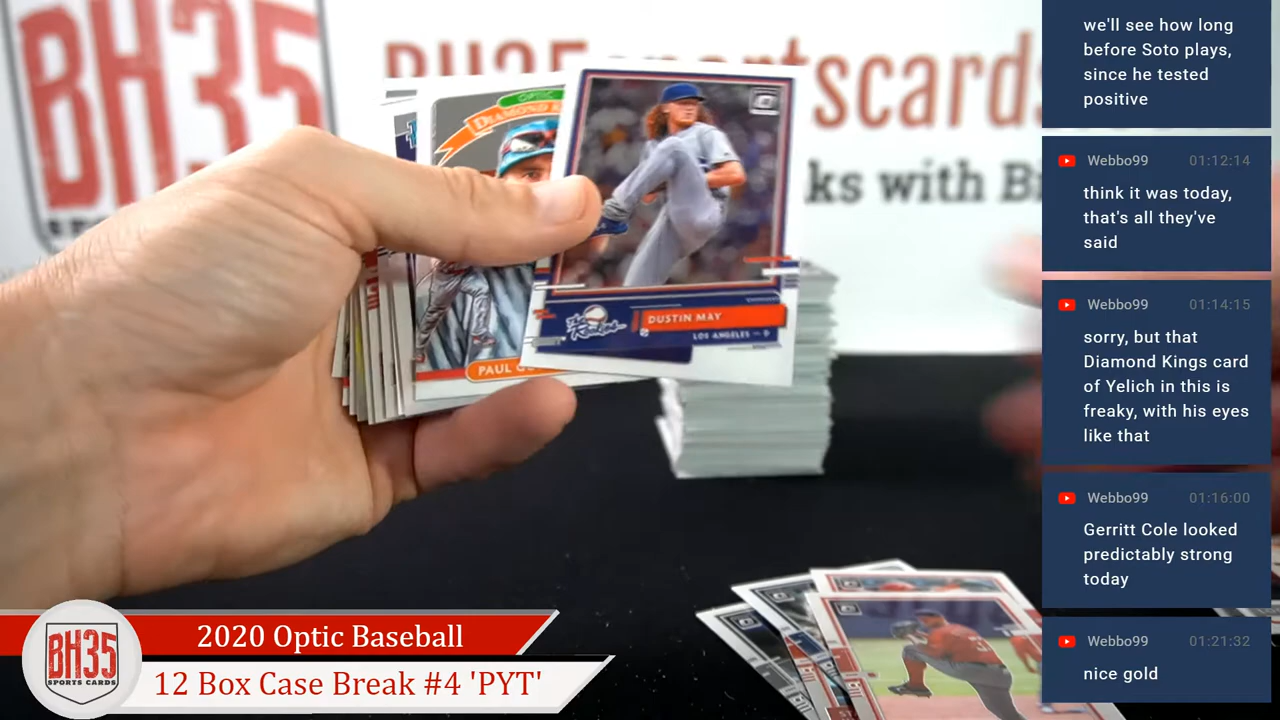 BH35
SPORTS
BH35sportscards
ks with B
OPTIC
DIAMOND K
PAUL G
The Rookies
DUSTIN MAY
LOS ANGELES — P
we'll see how long
before Soto plays,
since he tested
positive
Webbo99 01:12:14
think it was today,
that's all they've
said
Webbo99 01:14:15
sorry, but that
Diamond Kings card
of Yelich in this is
freaky, with his eyes
like that
Webbo99 01:16:00
Gerritt Cole looked
predictably strong
today
Webbo99 01:21:32
nice gold
BH35
SPORTS CARDS
2020 Optic Baseball
12 Box Case Break #4 'PYT'